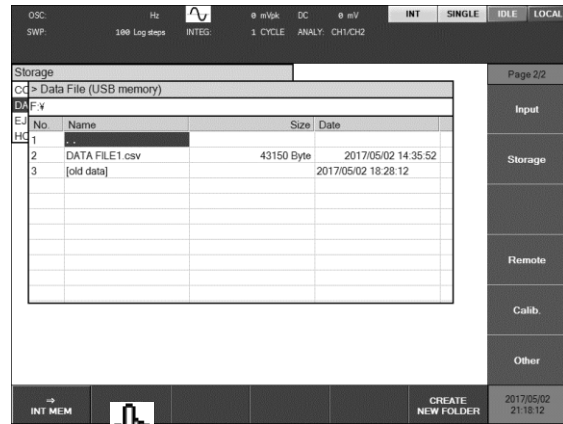 OSC: Hz 0 mVpk DC 0 mV INT SINGLE IDLE LOCAL
SWP: 100 Log steps INTEG: 1 CYCLE ANALY: CH1/CH2
Storage
Page 2/2
> Data File (USB memory)
DA F:¥
EJ
HO
No. Name Size Date
1 ..
2 DATA FILE1.csv 43150 Byte 2017/05/02 14:35:52
3 [old data] 2017/05/02 18:28:12
Input
Storage
Remote
Calib.
Other
⇒
INT MEM
CREATE
NEW FOLDER
2017/05/02
21:18:12